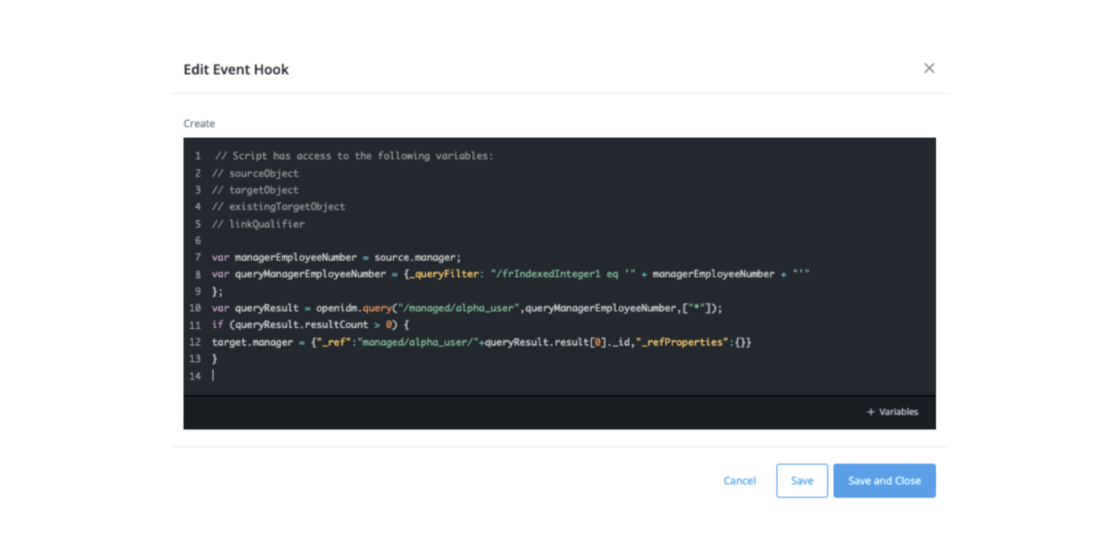 Edit Event Hook
Create
1 // Script has access to the following variables:
2 // sourceObject
3 // targetObject
4 // existingTargetObject
5 // linkQualifier
6
7 var managerEmployeeNumber = source.manager;
8 var queryManagerEmployeeNumber = {_queryFilter: "/frIndexedInteger1 eq '" + managerEmployeeNumber + "'"
9 };
10 var queryResult = openidm.query("/managed/alpha_user",queryManagerEmployeeNumber,["*"]);
11 if (queryResult.resultCount > 0) {
12 target.manager = {"_ref":"managed/alpha_user/"+queryResult.result[0]._id,"_refProperties":{}}
13 }
14
+ Variables
Cancel Save Save and Close